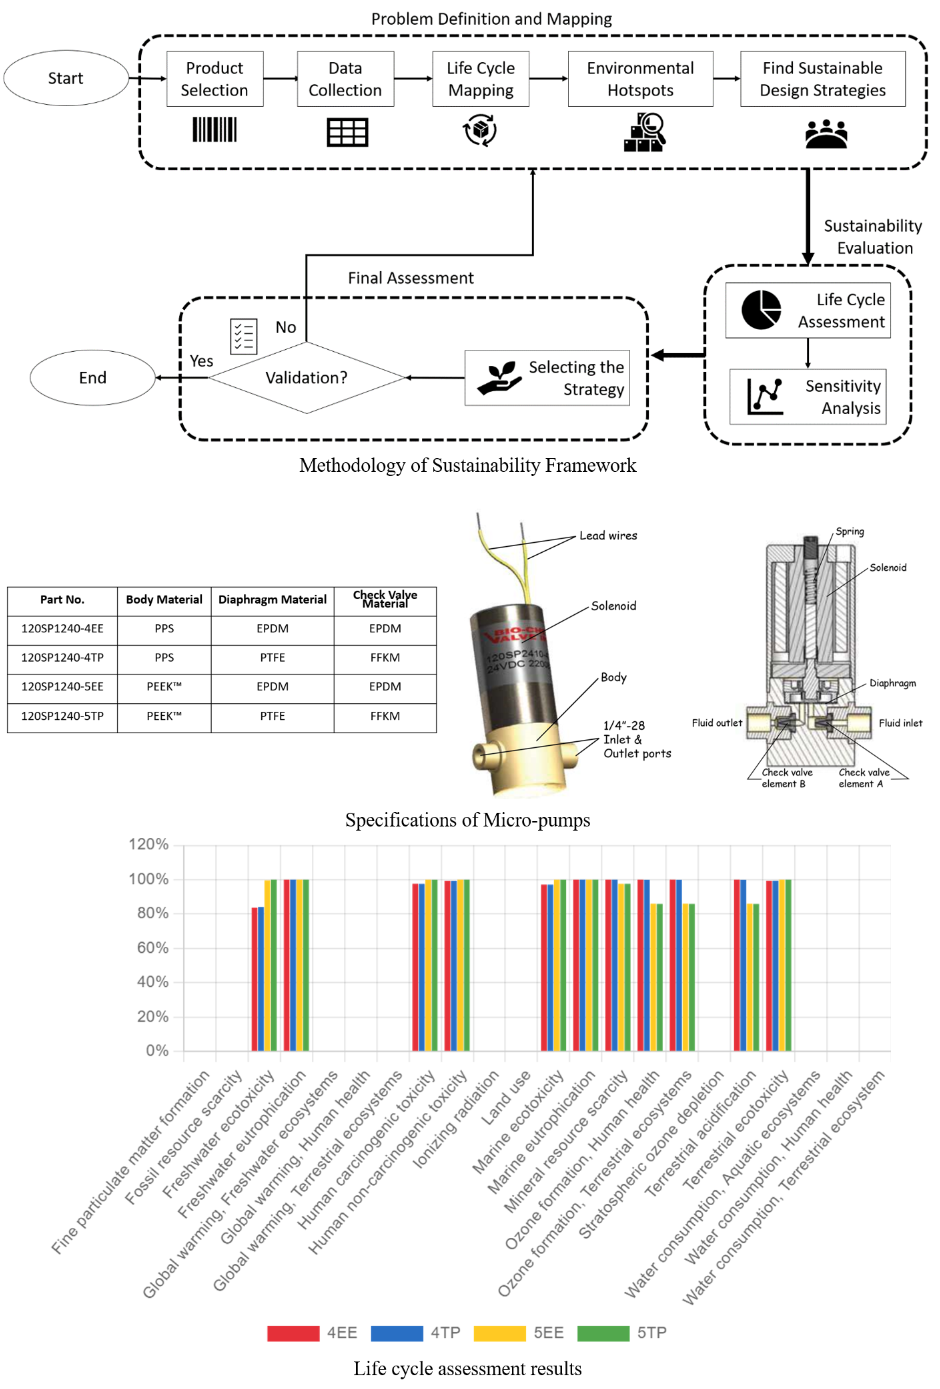 Problem Definition and Mapping
Start
Product
Selection
Data
Collection
Life Cycle
Mapping
Environmental
Hotspots
Find Sustainable
Design Strategies
Sustainability
Evaluation
Final Assessment
Life Cycle
Assessment
Sensitivity
Analysis
No
Yes
End
Validation?
Selecting the
Strategy
Methodology of Sustainability Framework
Part No. Body Material Diaphragm Material Check Valve Material
120SP1240-4EE PPS EPDM EPDM
120SP1240-4TP PPS PTFE FFKM
120SP1240-5EE PEEK™ EPDM EPDM
120SP1240-5TP PEEK™ PTFE FFKM
Lead wires
Solenoid
Body
1/4"-28
Inlet &
Outlet ports
BIO-CH
VALVE
120SP2410-
24VDC 220
Spring
Solenoid
Diaphragm
Fluid outlet
Fluid inlet
Check valve
element B
Check valve
element A
Specifications of Micro-pumps
120%
100%
80%
60%
40%
20%
0%
Fine particulate matter formation
Fossil resource scarcity
Freshwater ecotoxicity
Freshwater eutrophication
Global warming, Freshwater ecosystems
Global warming, Human health
Global warming, Terrestrial ecosystems
Human carcinogenic toxicity
Human non-carcinogenic toxicity
Ionizing radiation
Land use
Marine ecotoxicity
Marine eutrophication
Mineral resource scarcity
Ozone formation, Human health
Ozone formation, Terrestrial ecosystems
Stratospheric ozone depletion
Terrestrial acidification
Terrestrial ecotoxicity
Water consumption, Aquatic ecosystems
Water consumption, Human health
Water consumption, Terrestrial ecosystem
4EE
4TP
5EE
5TP
Life cycle assessment results